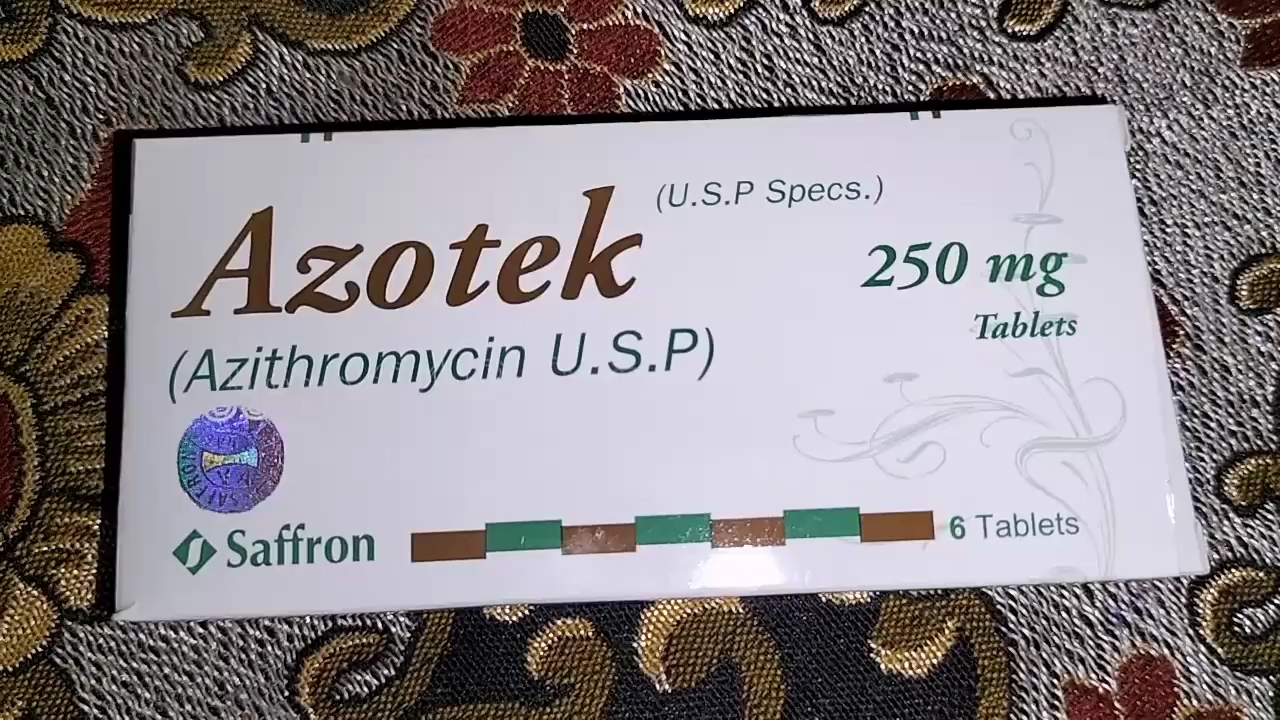 Azotek (U.S.P Specs.)
250 mg
Tablets
(Azithromycin U.S.P)
Saffron
6 Tablets